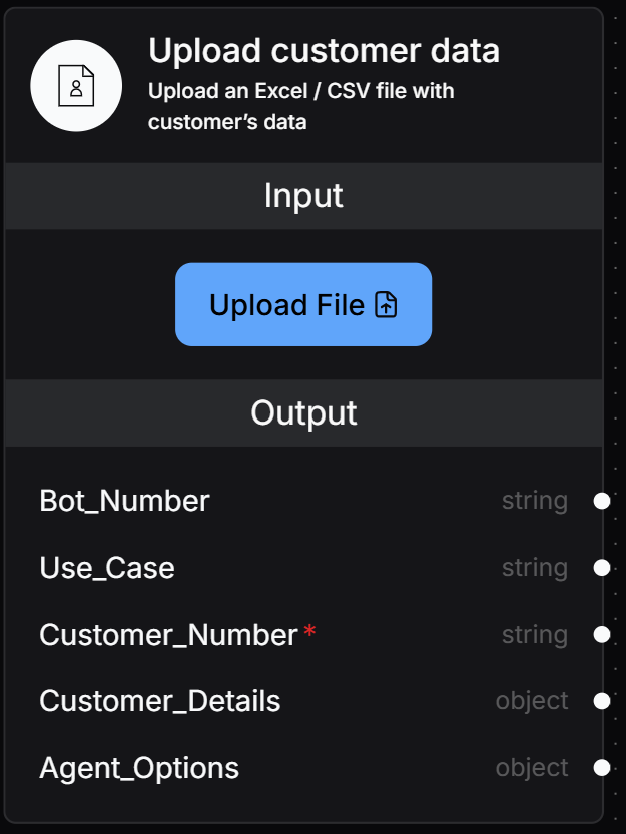 Upload customer data
Upload an Excel / CSV file with
customer’s data
Input
Upload File
Output
Bot_Number string
Use_Case string
Customer_Number* string
Customer_Details object
Agent_Options object